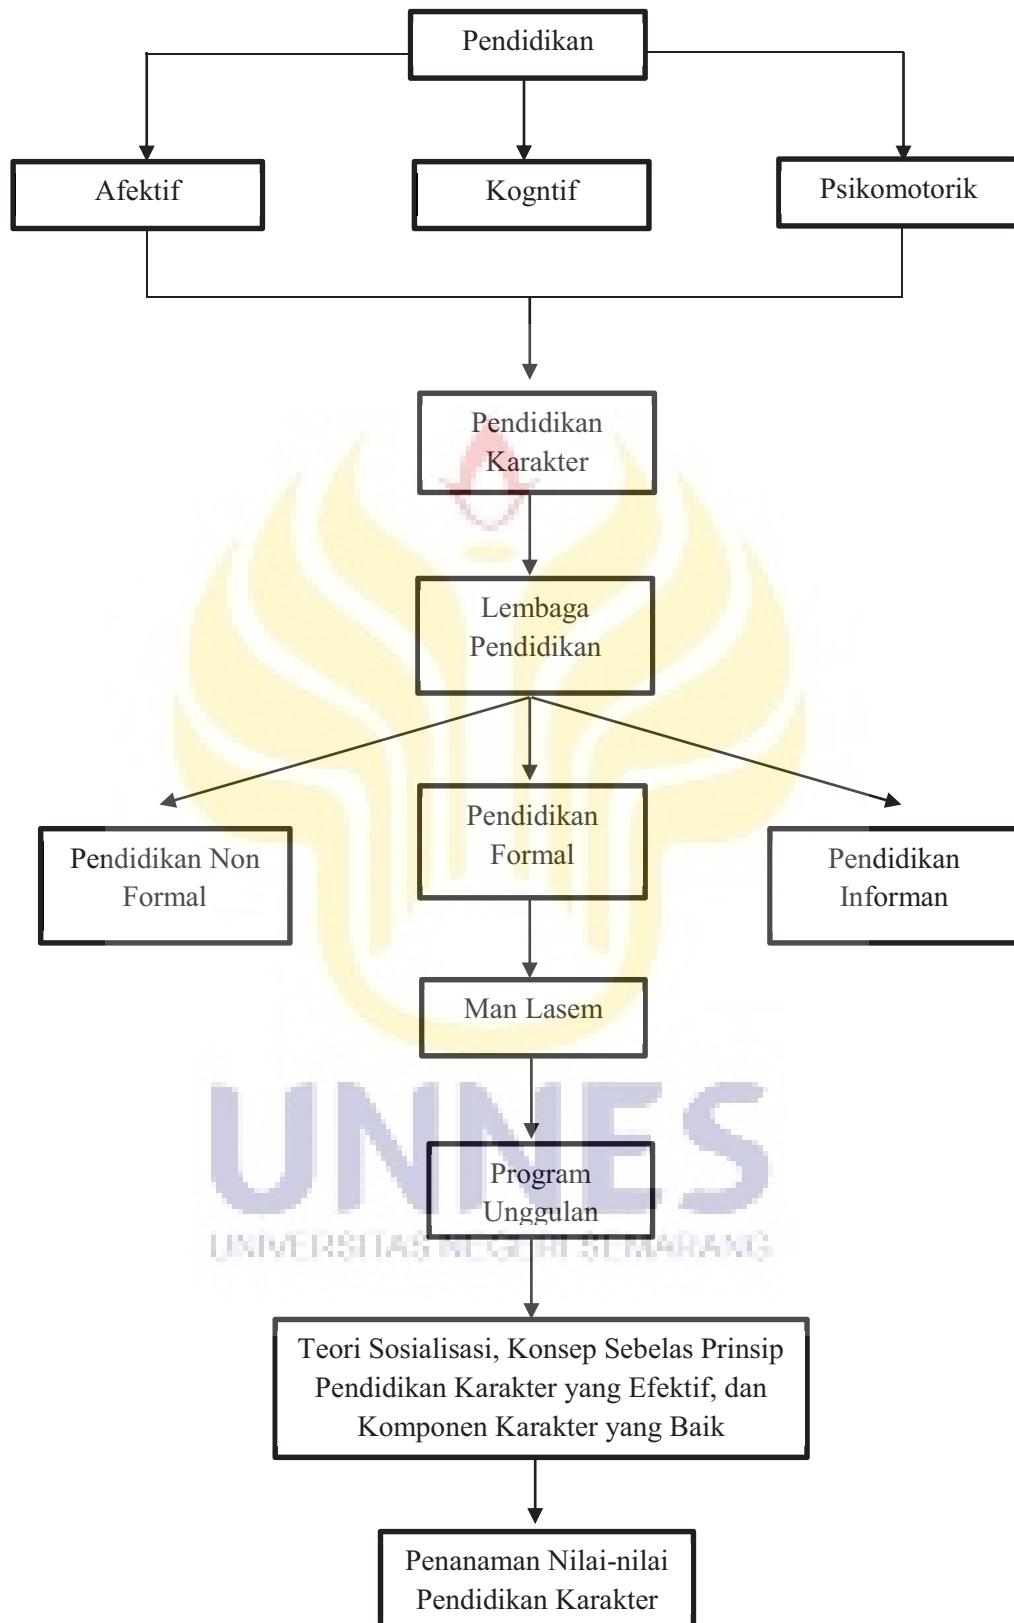 Pendidikan
Afektif
Kogntif
Psikomotorik
Pendidikan
Karakter
Lembaga
Pendidikan
Pendidikan Non
Formal
Pendidikan
Formal
Pendidikan
Informan
Man Lasem
UNNES
Program
Unggulan
UNIVERSITAS NEGERI SEMARANG
Teori Sosialisasi, Konsep Sebelas Prinsip
Pendidikan Karakter yang Efektif, dan
Komponen Karakter yang Baik
Penanaman Nilai-nilai
Pendidikan Karakter